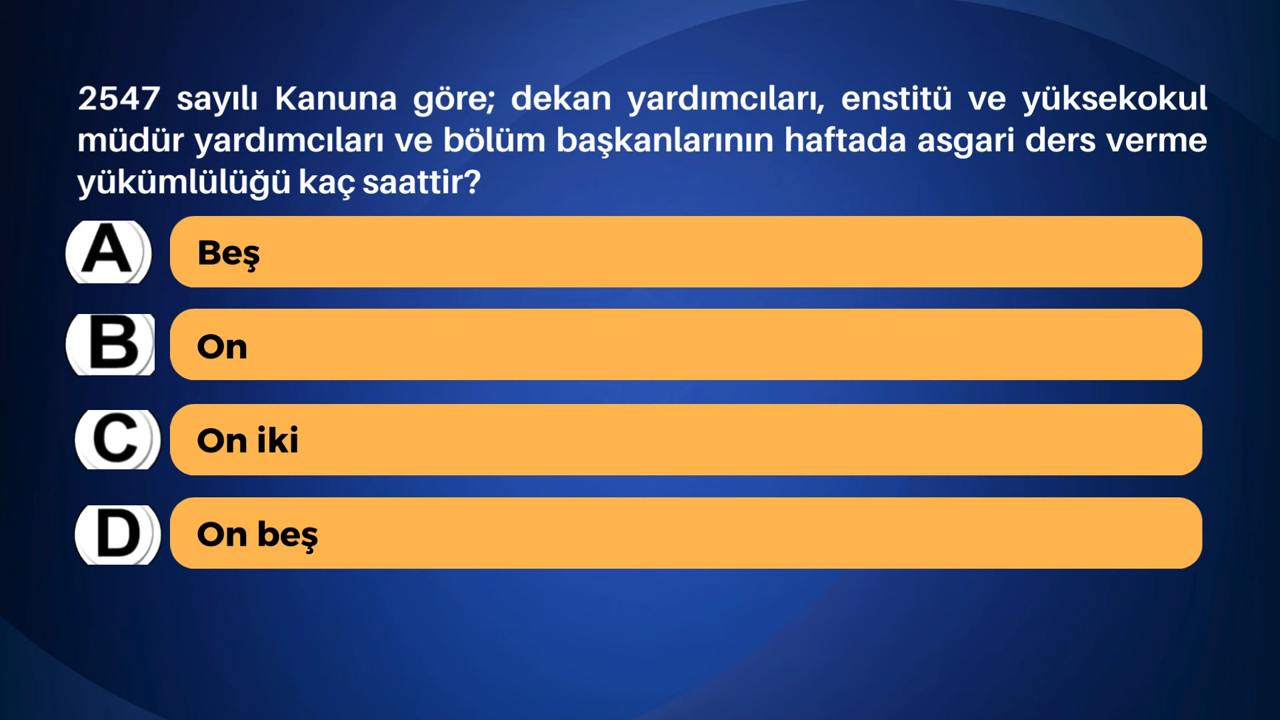 2547 sayılı Kanuna göre; dekan yardımcıları, enstitü ve yüksekokul
müdür yardımcıları ve bölüm başkanlarının haftada asgari ders verme
yükümlülüğü kaç saattir?
A Beş
B On
C On iki
D On beş